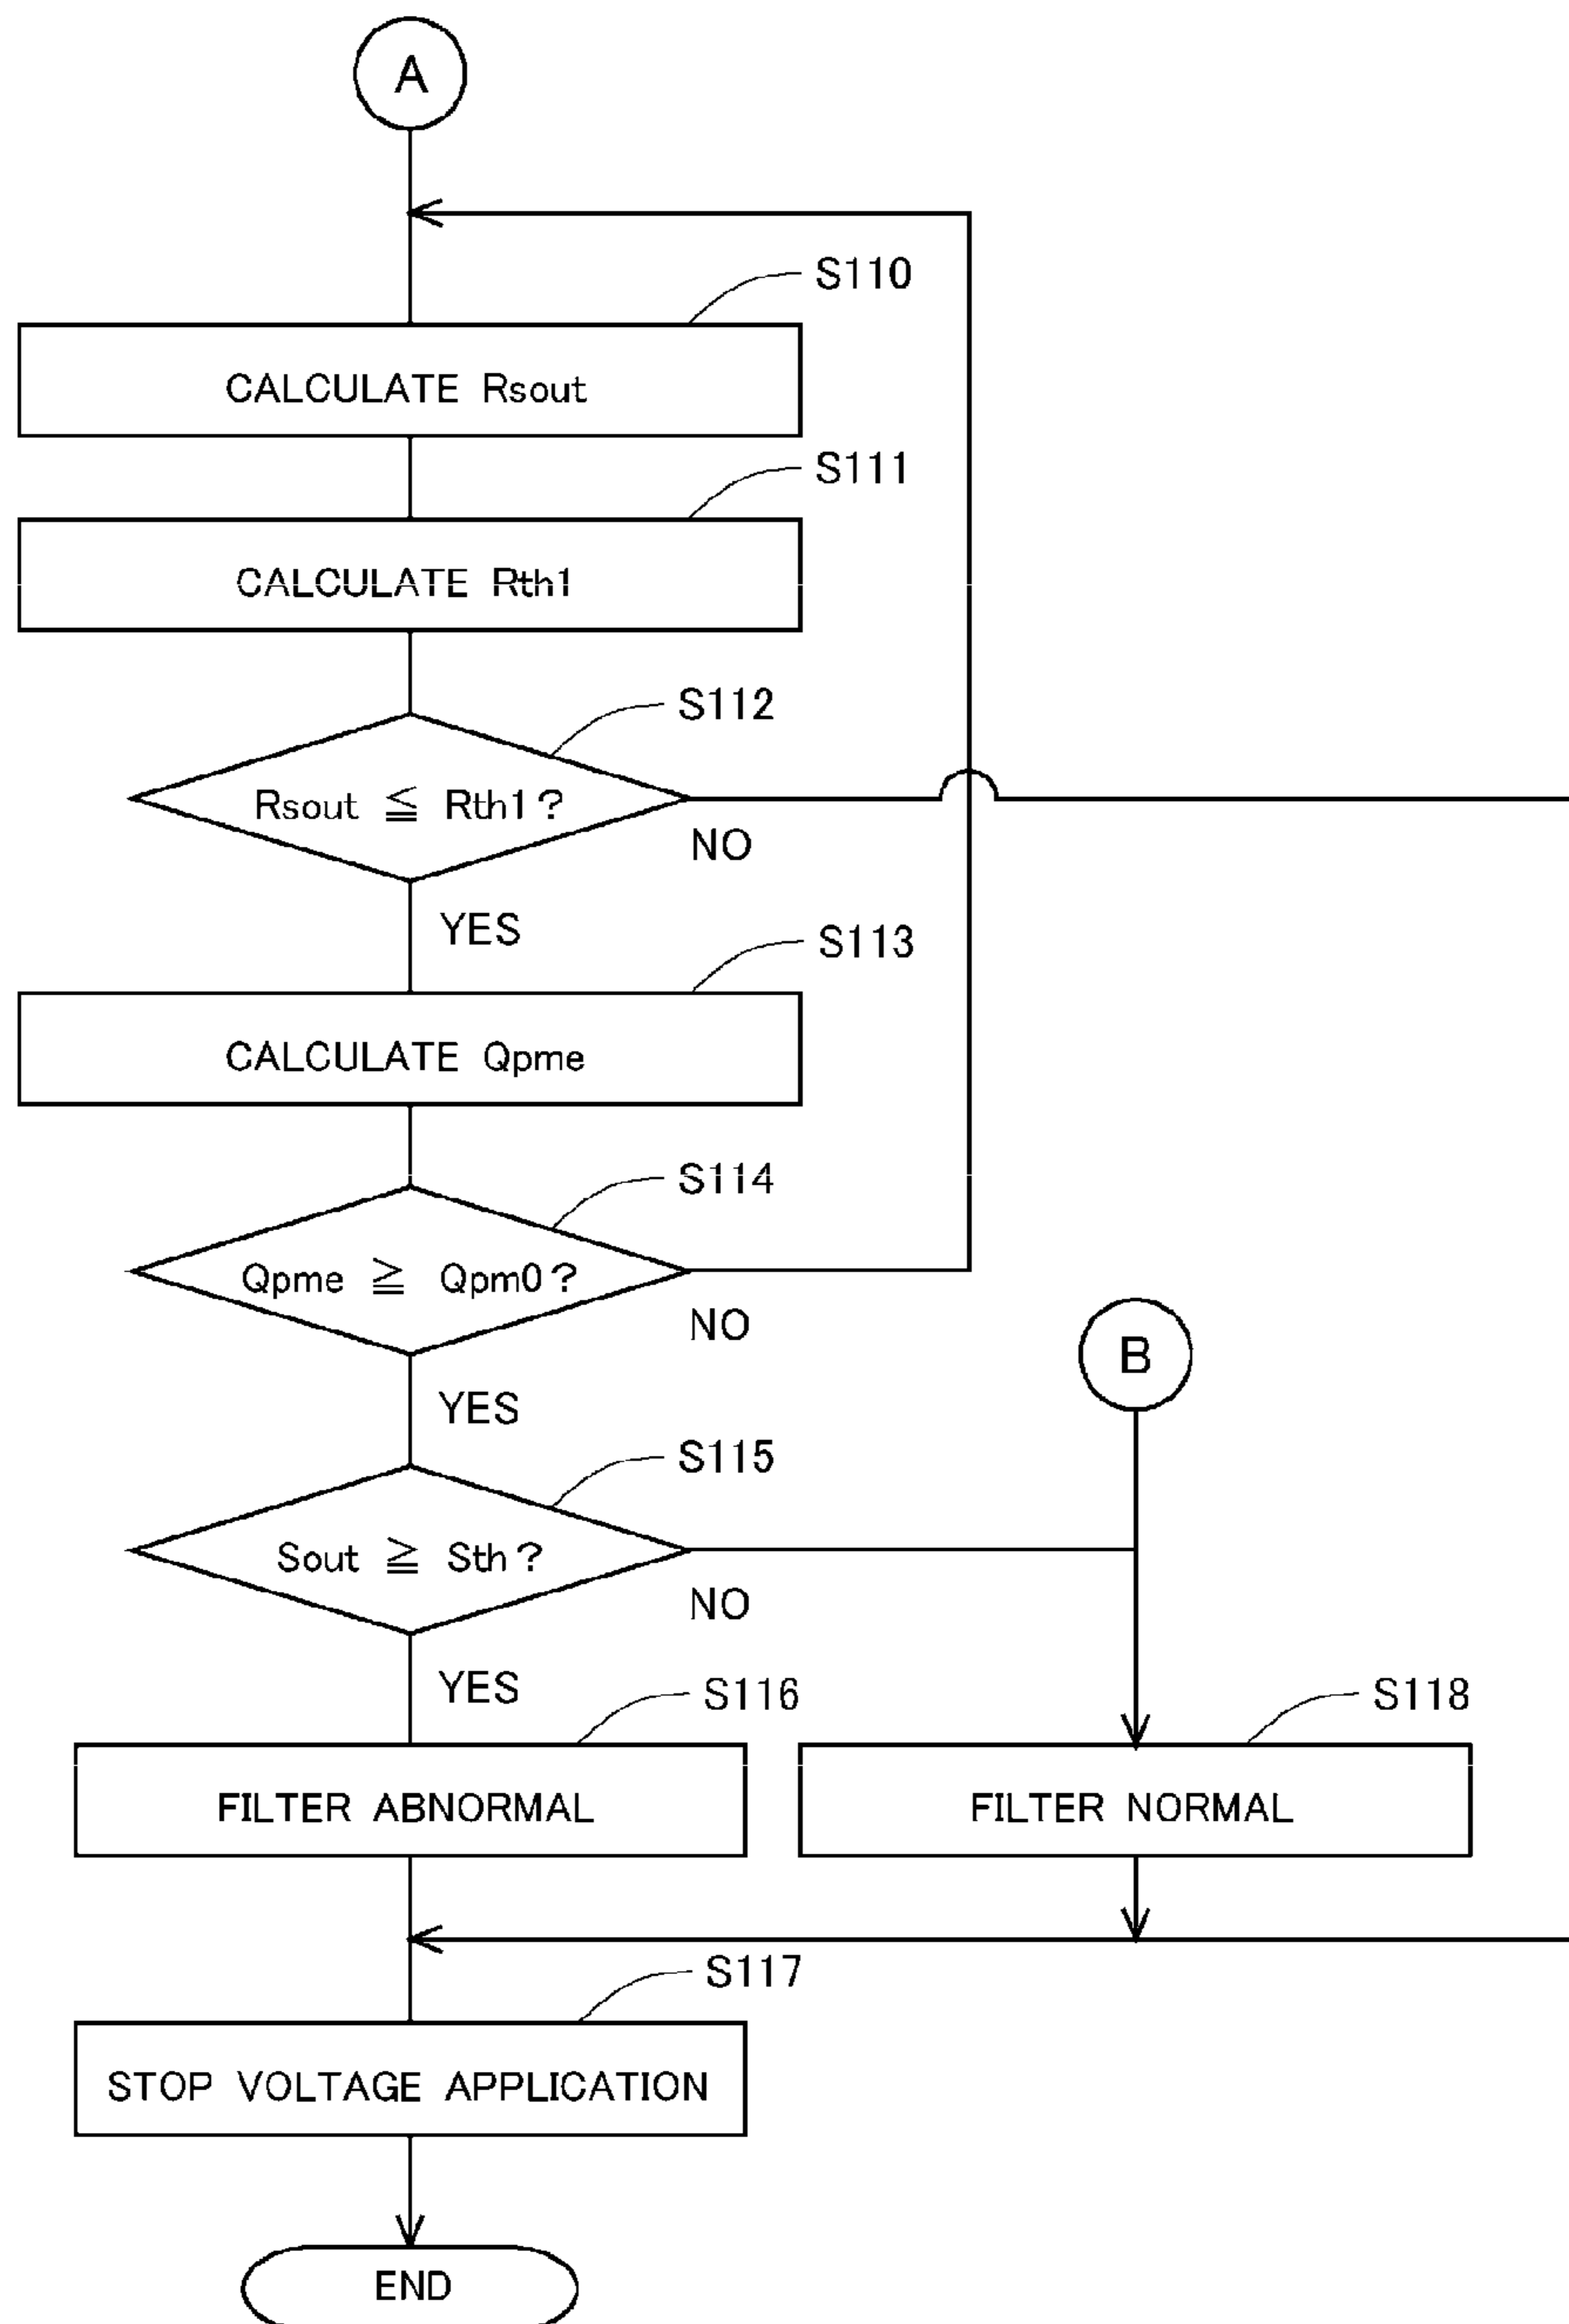 A
S110
CALCULATE Rsout
S111
CALCULATE Rth1
S112
Rsout ≦ Rth1?
NO
YES
S113
CALCULATE Qpme
S114
Qpme ≧ Qpm0?
NO
B
YES
S115
Sout ≧ Sth?
NO
YES
S116
S118
FILTER ABNORMAL
FILTER NORMAL
S117
STOP VOLTAGE APPLICATION
END